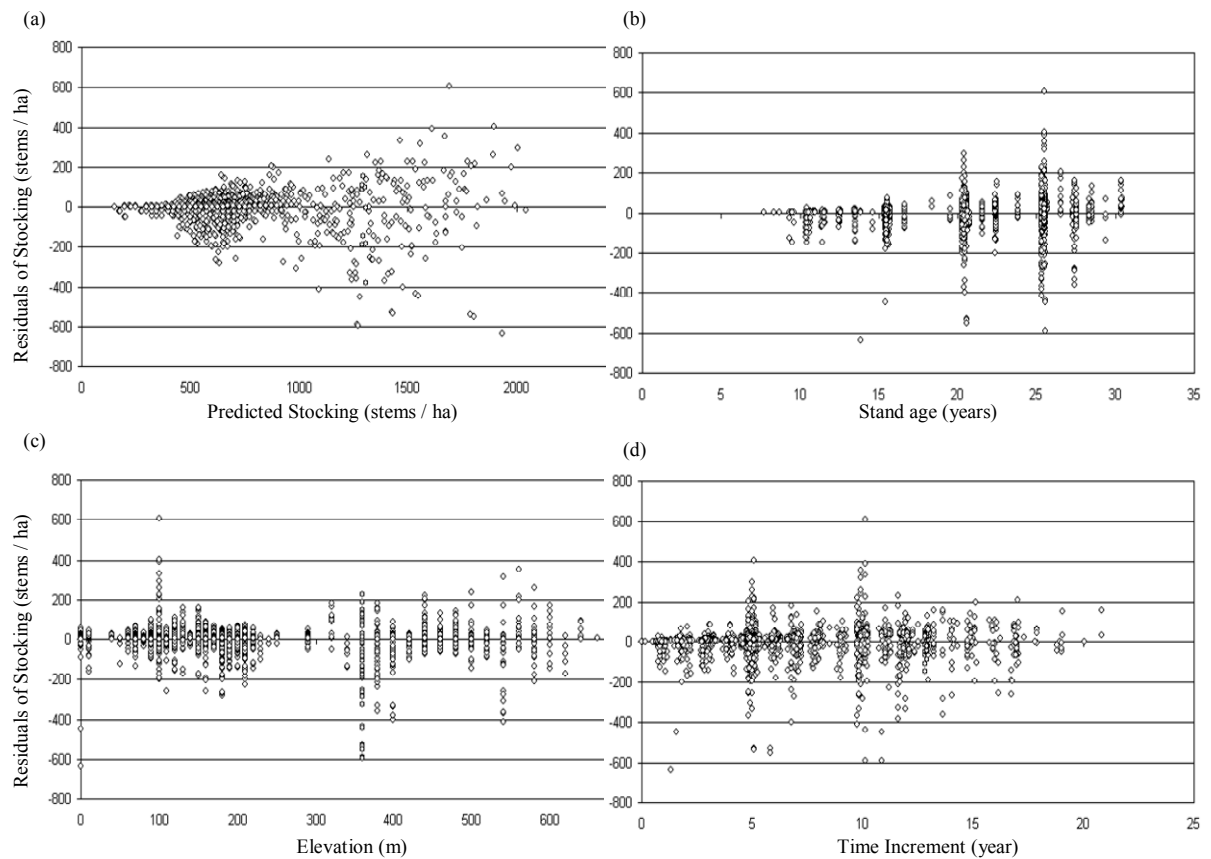 (a)
800
600
400
200
0
-200
-400
-600
-800
0 500 1000 1500 2000
Residuals of Stocking (stems / ha)
Predicted Stocking (stems / ha)
(b)
800
600
400
200
0
-200
-400
-600
-800
0 5 10 15 20 25 30 35
Stand age (years)
(c)
800
600
400
200
0
-200
-400
-600
-800
0 100 200 300 400 500 600
Residuals of Stocking (stems / ha)
Elevation (m)
(d)
800
600
400
200
0
-200
-400
-600
-800
0 5 10 15 20 25
Time Increment (year)